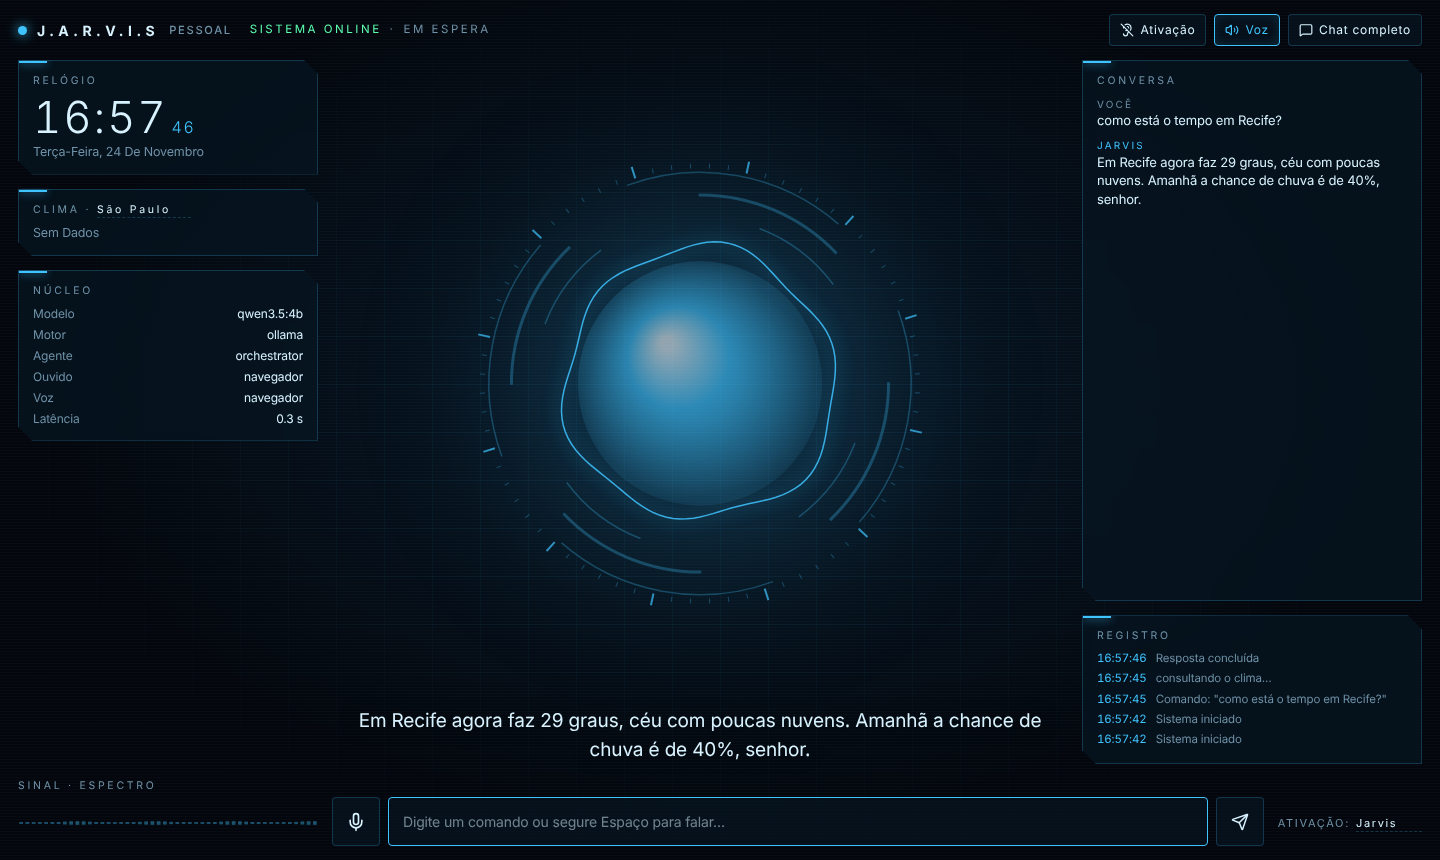 J.A.R.V.I.S PESSOAL SISTEMA ONLINE · EM ESPERA
Ativação
Voz
Chat completo
RELÓGIO
16:57 46
Terça-Feira, 24 De Novembro
CLIMA · São Paulo
Sem Dados
NÚCLEO
Modelo qwen3.5:4b
Motor ollama
Agente orchestrator
Ouvido navegador
Voz navegador
Latência 0.3 s
CONVERSA
VOCÊ
como está o tempo em Recife?
JARVIS
Em Recife agora faz 29 graus, céu com poucas
nuvens. Amanhã a chance de chuva é de 40%,
senhor.
REGISTRO
16:57:46 Resposta concluída
16:57:45 consultando o clima...
16:57:45 Comando: "como está o tempo em Recife?"
16:57:42 Sistema iniciado
16:57:42 Sistema iniciado
Em Recife agora faz 29 graus, céu com poucas nuvens. Amanhã a chance de
chuva é de 40%, senhor.
SINAL · ESPECTRO
Digite um comando ou segure Espaço para falar...
ATIVAÇÃO: Jarvis